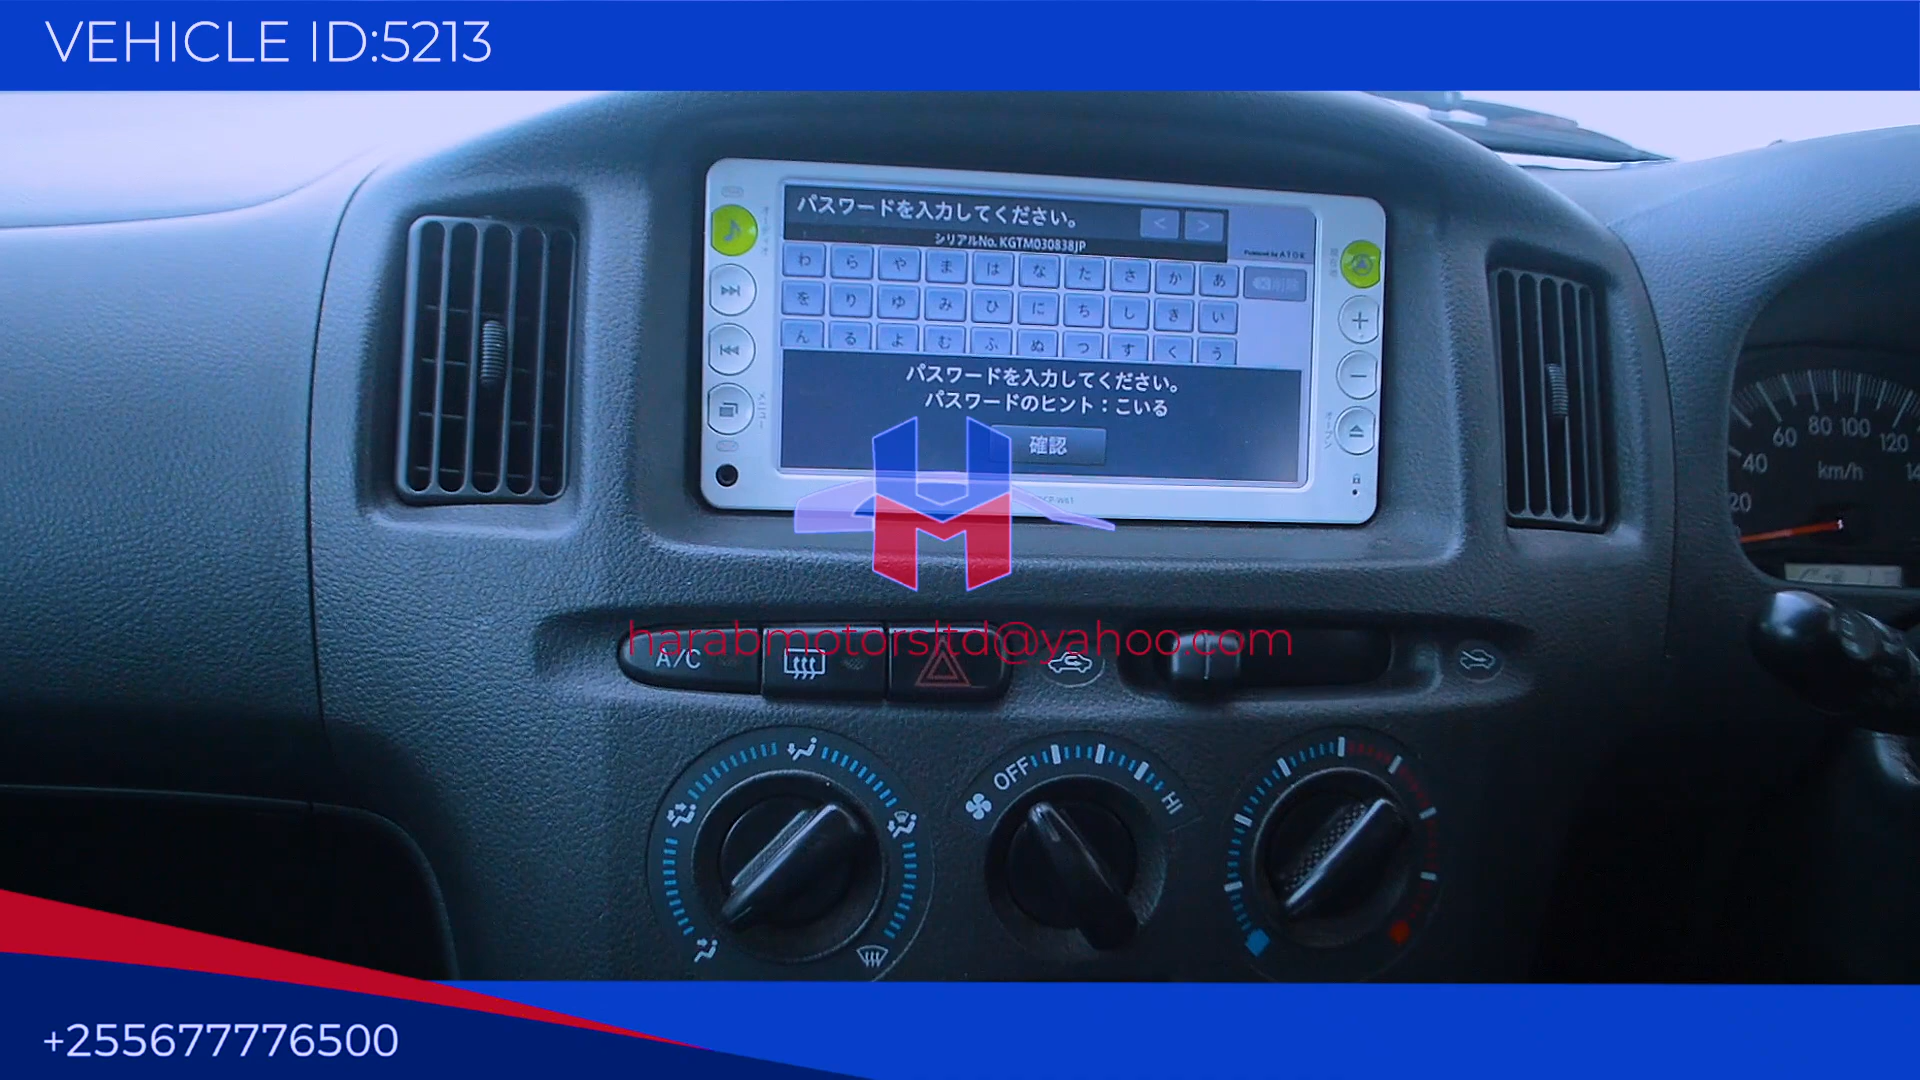 VEHICLE ID:5213
パスワードを入力してください。
< >
シリアルNo. KGTM030838JP
Powered by ATOK
わ ら や ま は な た さ か あ
削除
を り ゆ み ひ に ち し き い
ん る よ む ふ ぬ つ す く う
パスワードを入力してください。
パスワードのヒント：こいる
確認
harabmotorsltd@yahoo.com
A/C
OFF
HI
20 40 60 80 100 120
km/h
+255677776500